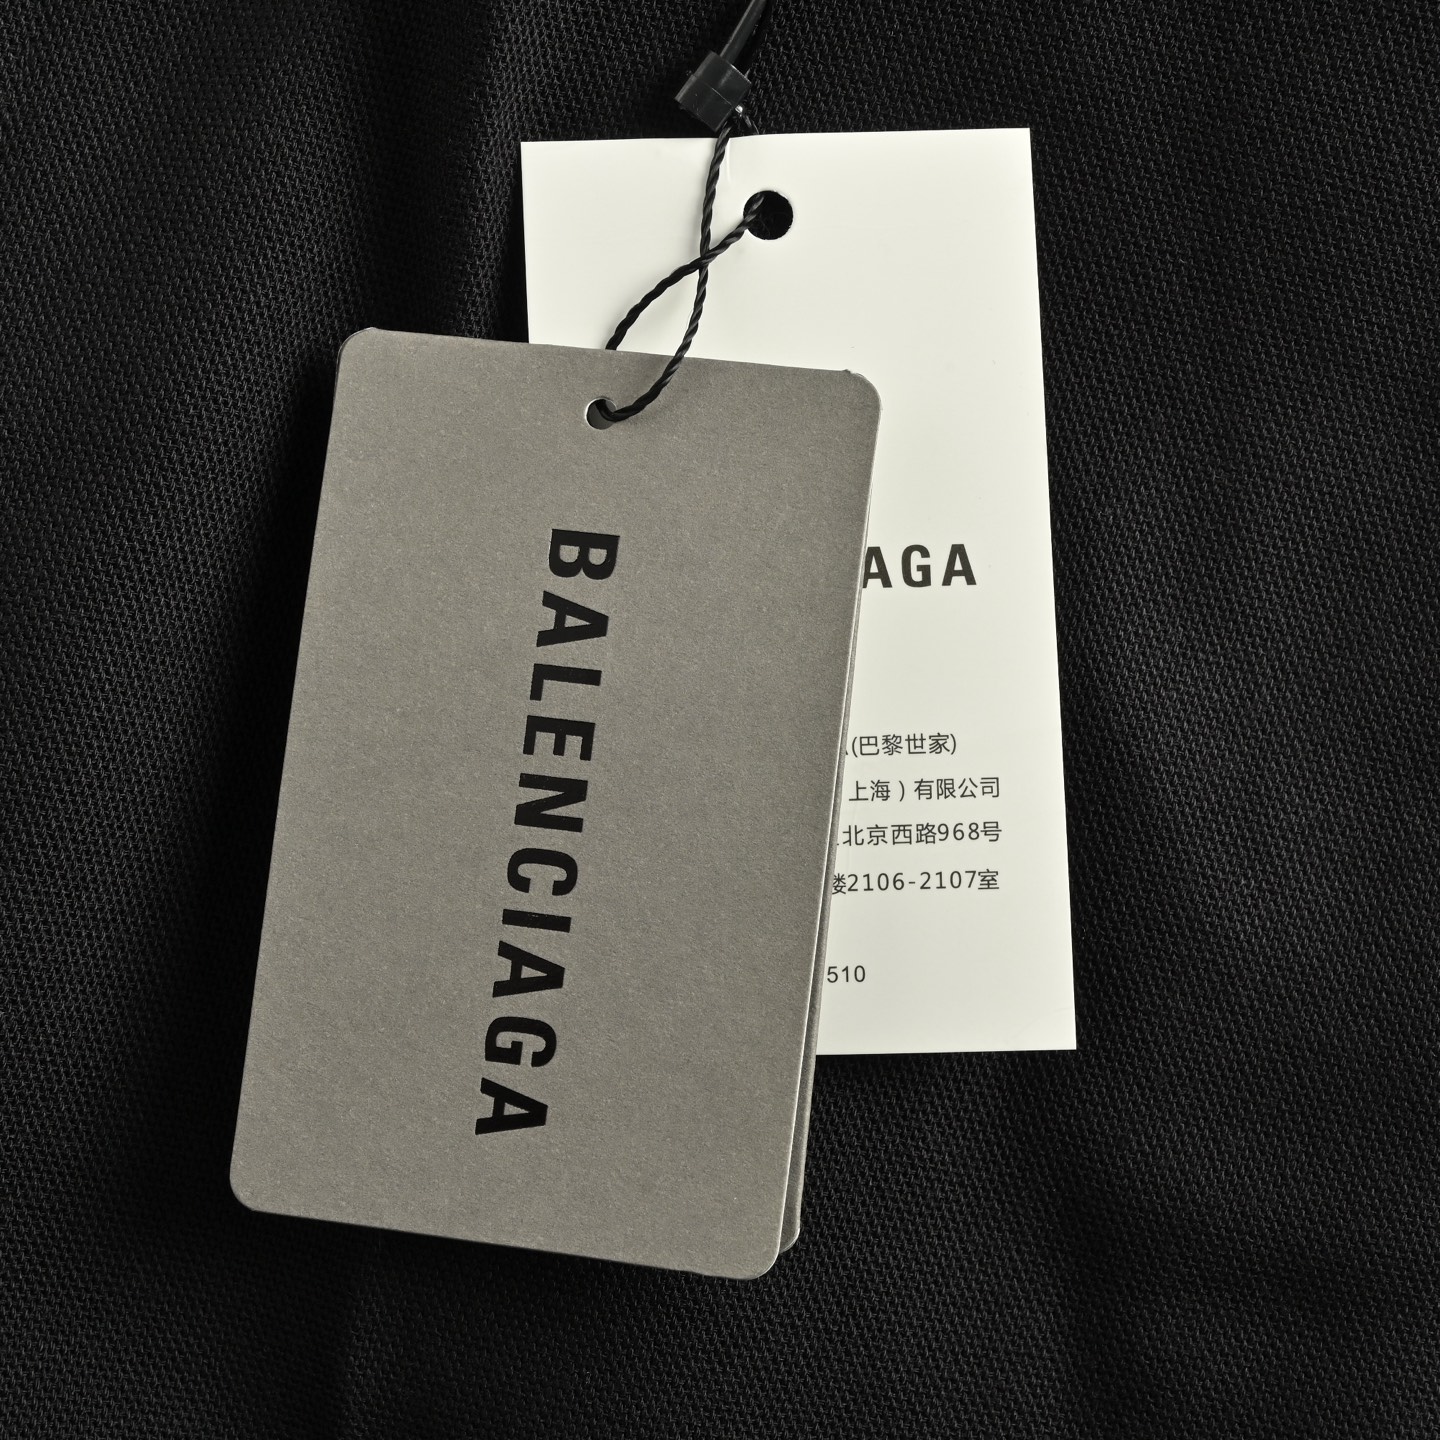 BALENCIAGA
AGA
(巴黎世家)
上海）有限公司
北京西路968号
楼2106-2107室
510